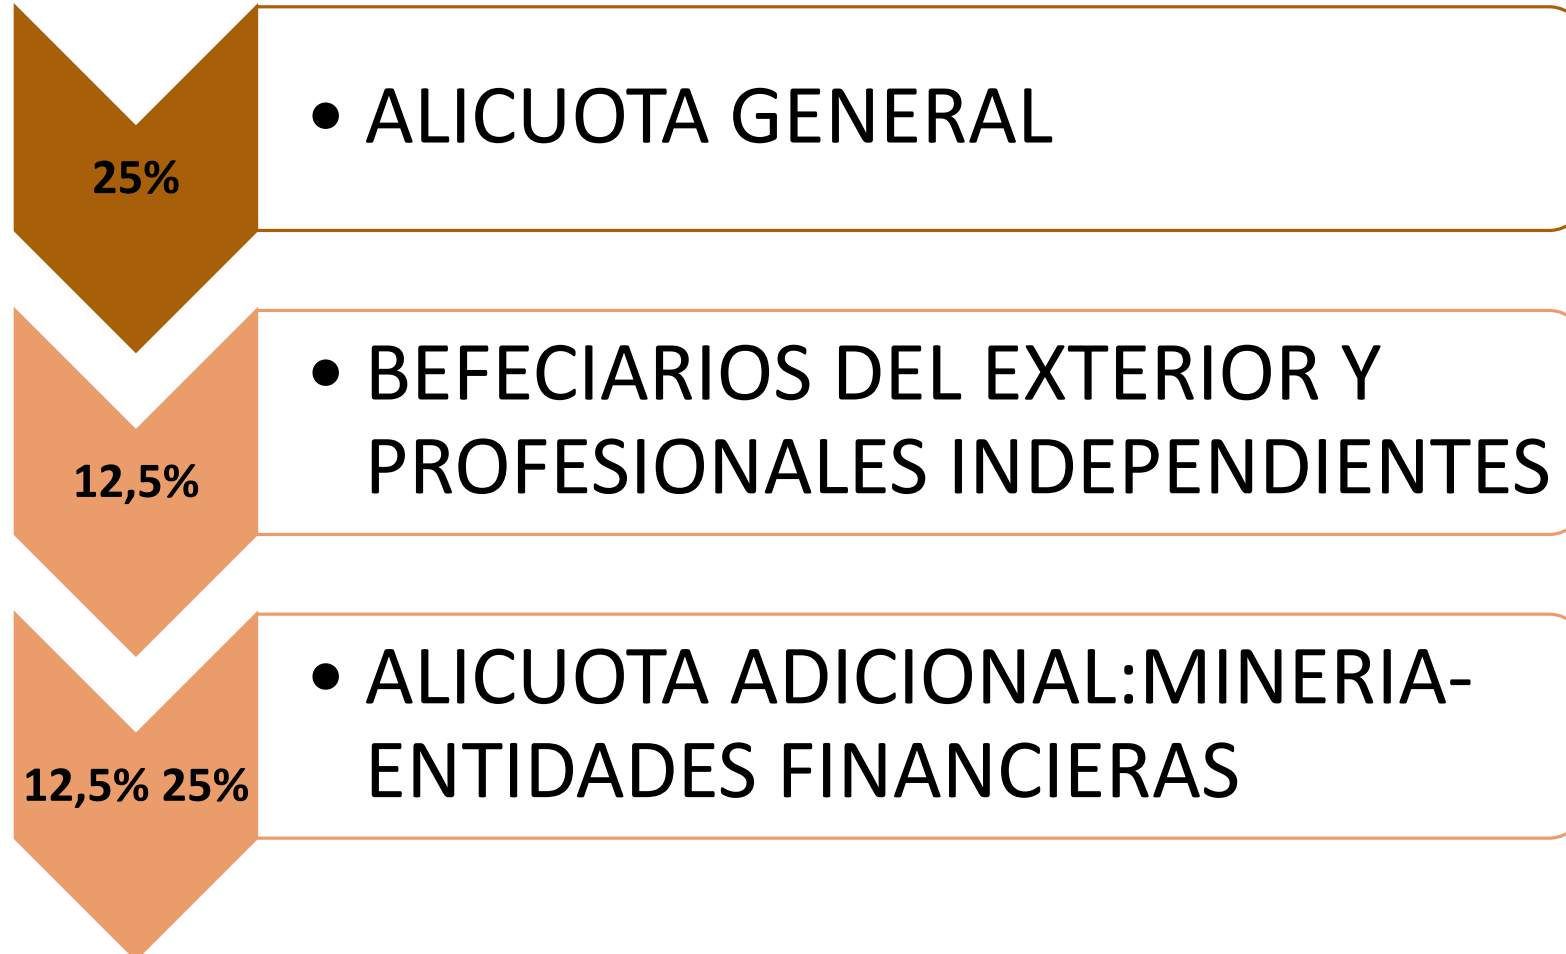 25%
• ALICUOTA GENERAL
12,5%
• BEFECIARIOS DEL EXTERIOR Y
PROFESIONALES INDEPENDIENTES
12,5% 25%
• ALICUOTA ADICIONAL:MINERIA-
ENTIDADES FINANCIERAS